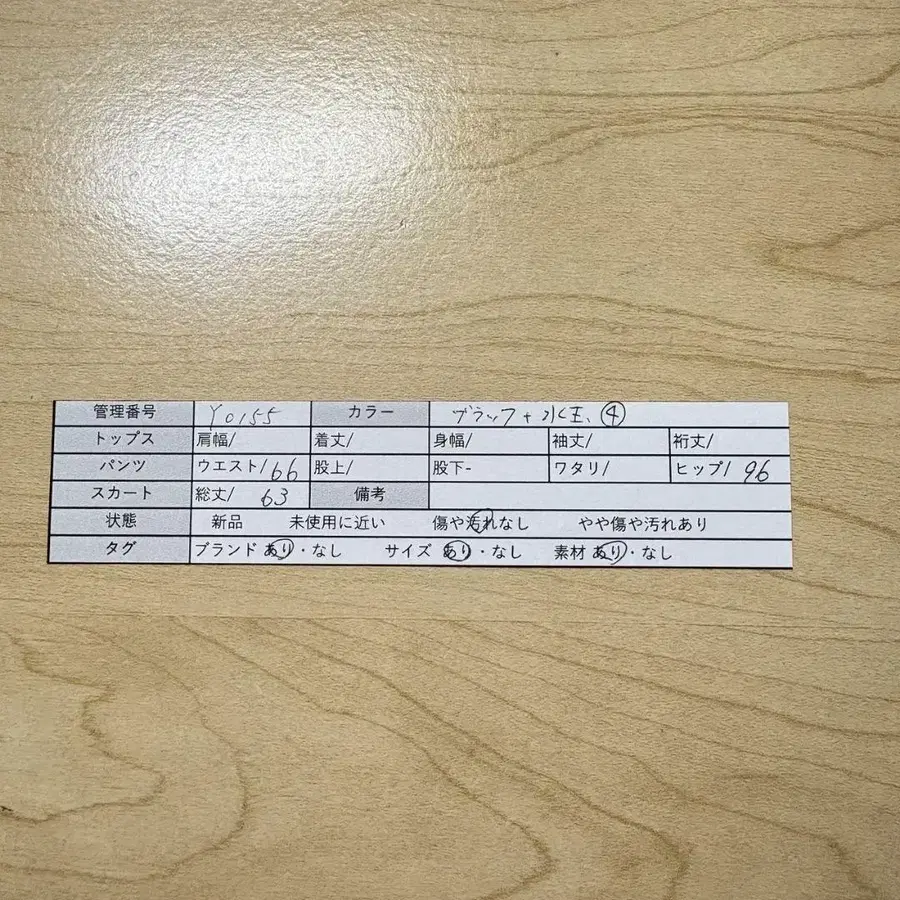 管理番号 Y0155 カラー ブラック+水玉、④
トップス 肩幅/ 着丈/ 身幅/ 袖丈/ 裄丈/
パンツ ウエスト/66 股上/ 股下- ワタリ/ ヒップ/ 96
スカート 総丈/ 63 備考
状態 新品 未使用に近い 傷や汚れなし やや傷や汚れあり
タグ ブランド あり・なし サイズ あり・なし 素材 あり・なし